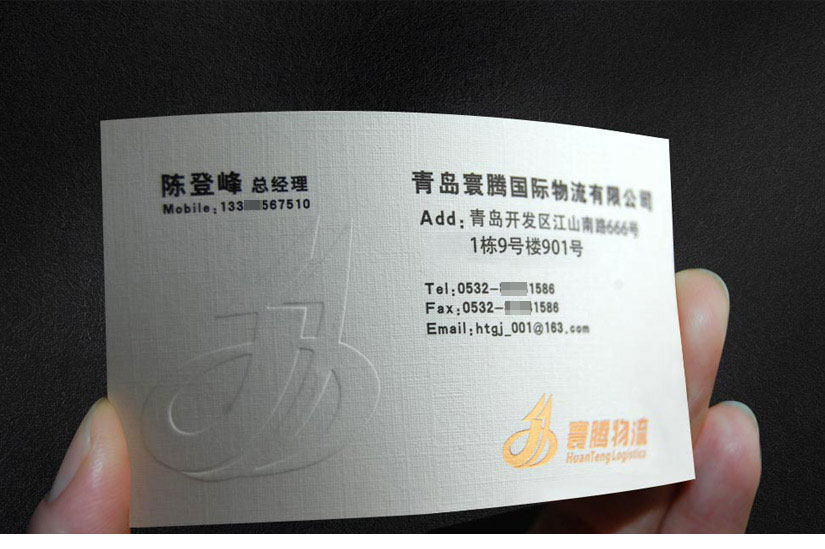 陈登峰 总经理
Mobile:133 567510
青岛寰腾国际物流有限公司
Add: 青岛开发区江山南路666号
1栋9号楼901号
Tel:0532- 1586
Fax:0532- 1586
Email:htgj_001@163.com
寰腾物流
HuanTeng Logistics